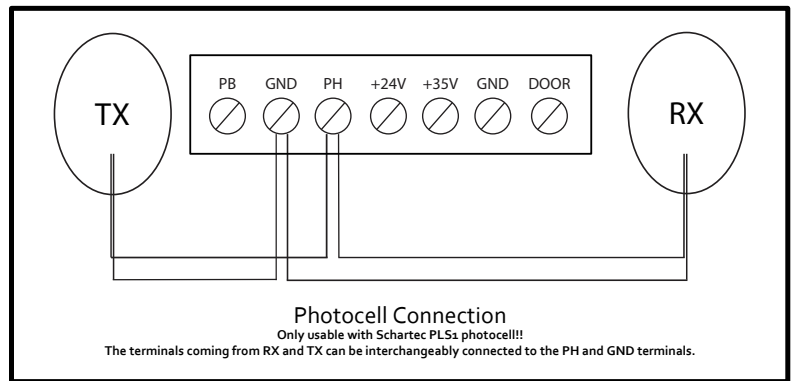 TX
PB GND PH +24V +35V GND DOOR
RX
Photocell Connection
Only usable with Schartec PLS1 photocell!!
The terminals coming from RX and TX can be interchangeably connected to the PH and GND terminals.